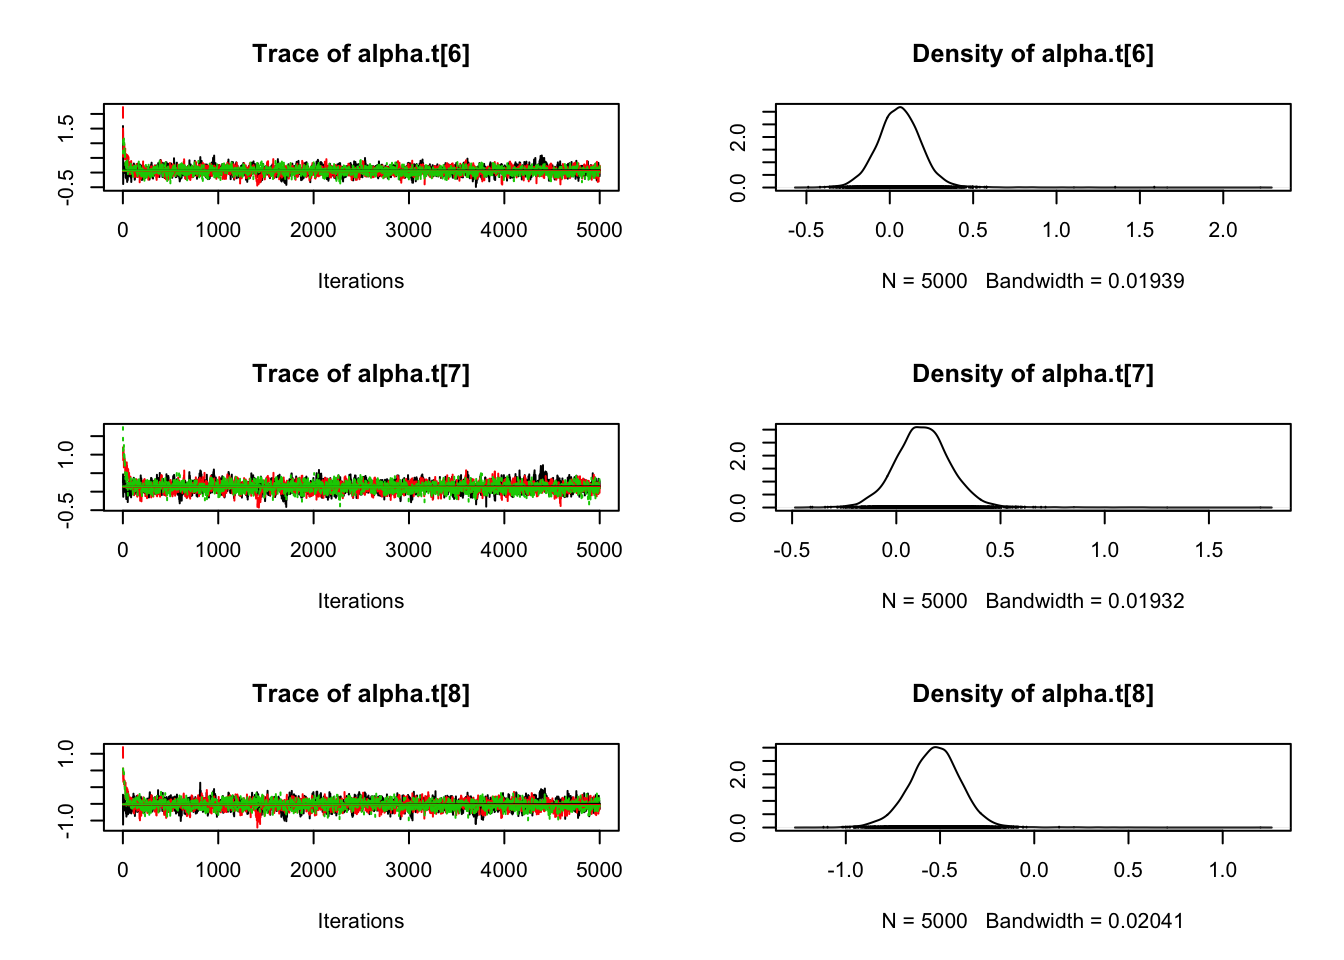 Trace of alpha.t[6]
1.5
-0.5
0 1000 2000 3000 4000 5000
Iterations
Density of alpha.t[6]
2.0
0.0
-0.5 0.0 0.5 1.0 1.5 2.0
N = 5000 Bandwidth = 0.01939
Trace of alpha.t[7]
1.0
-0.5
0 1000 2000 3000 4000 5000
Iterations
Density of alpha.t[7]
2.0
0.0
-0.5 0.0 0.5 1.0 1.5
N = 5000 Bandwidth = 0.01932
Trace of alpha.t[8]
1.0
-1.0
0 1000 2000 3000 4000 5000
Iterations
Density of alpha.t[8]
2.0
0.0
-1.0 -0.5 0.0 0.5 1.0
N = 5000 Bandwidth = 0.02041